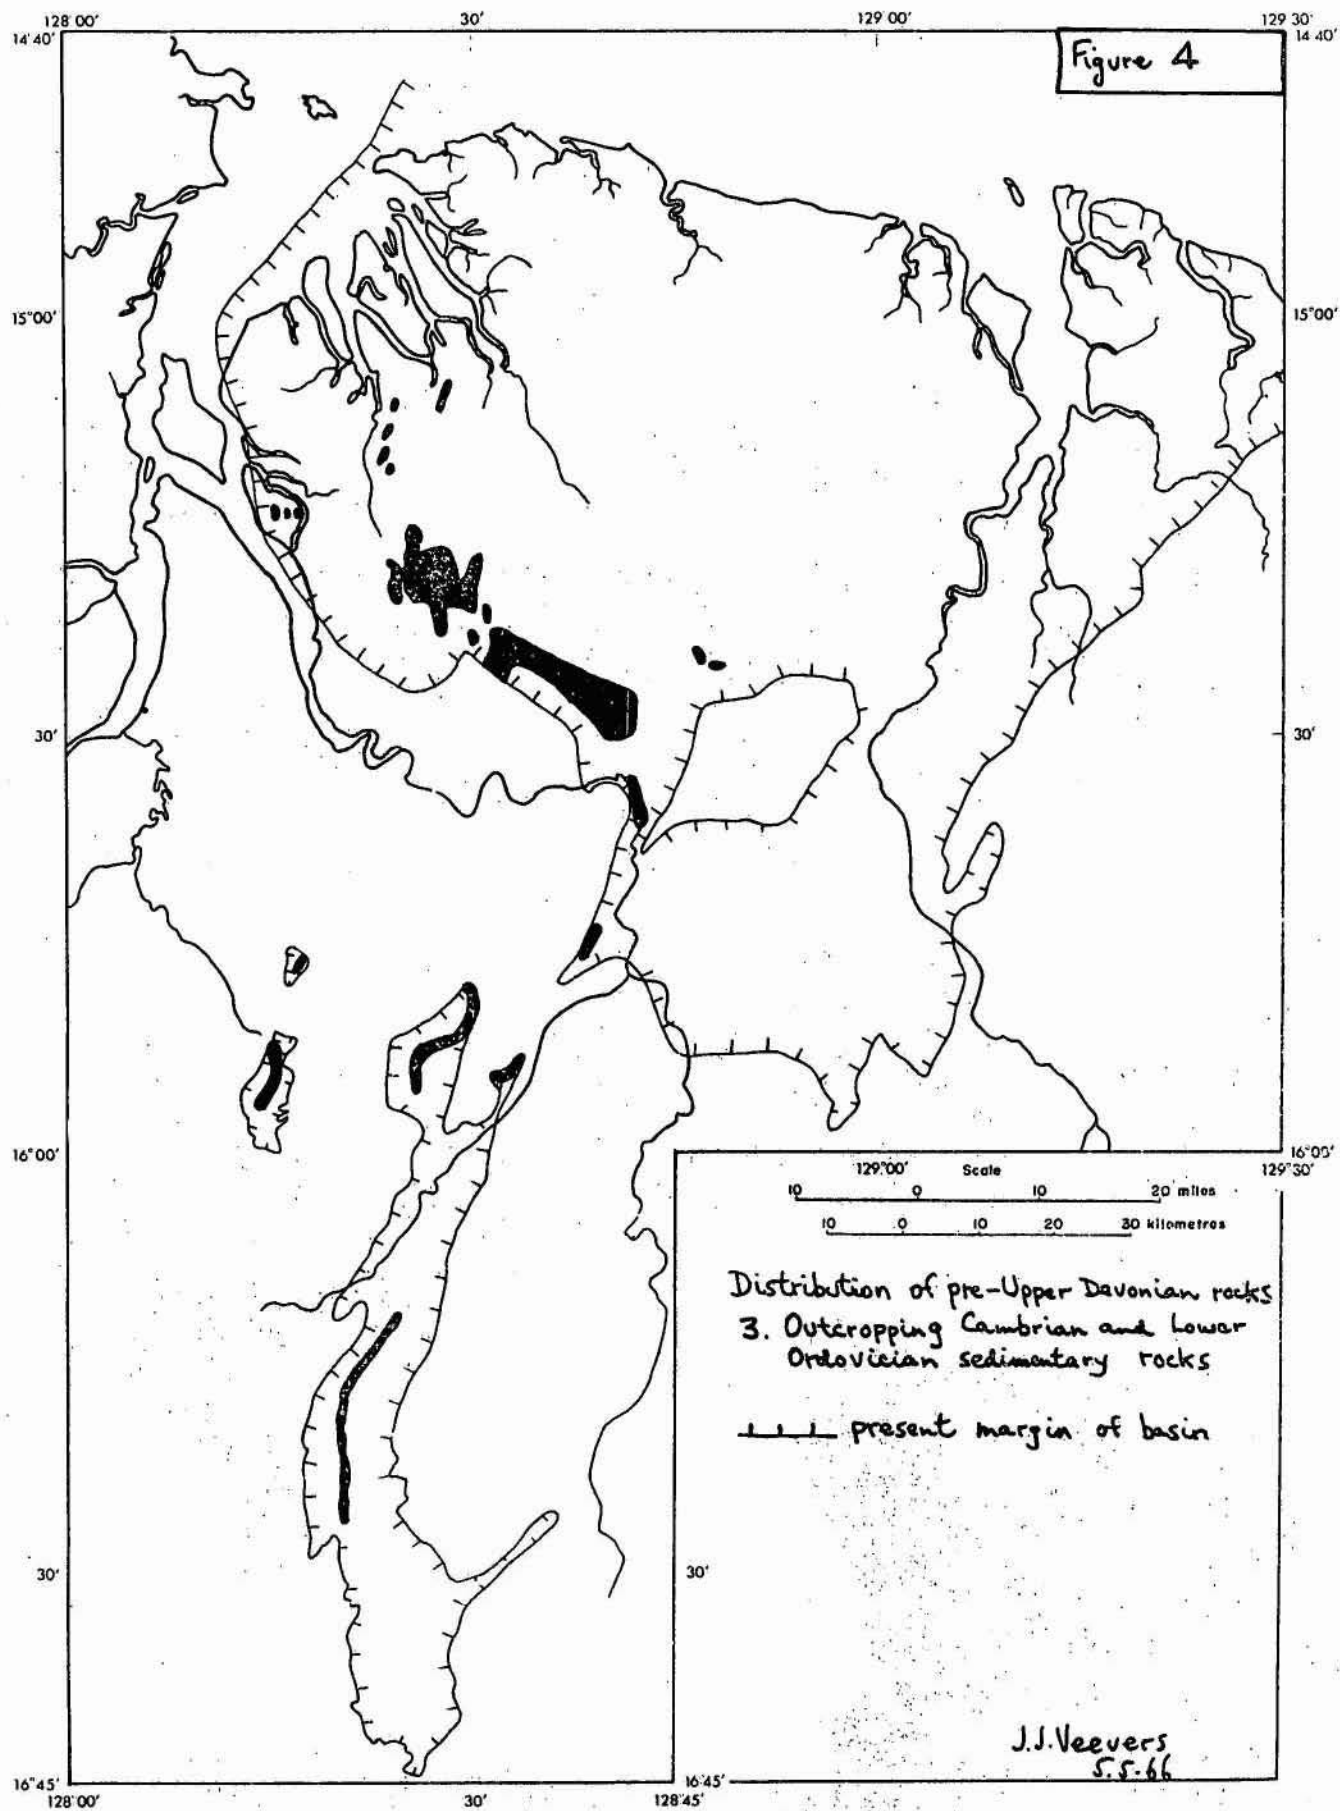 128°00'
30'
129°00'
129°30'
14°40'
14°40'
Figure 4
15°00'
15°00'
30'
30'
16°00'
16°00'
129°00'
129°30'
Scale
10 0 10 20 miles
10 0 10 20 30 kilometres
Distribution of pre-Upper Devonian rocks
3. Outcropping Cambrian and Lower
Ordovician sedimentary rocks
present margin of basin
30'
30'
J.J.Veevers
5.5.66
16°45'
16°45'
128°00'
30'
128°45'